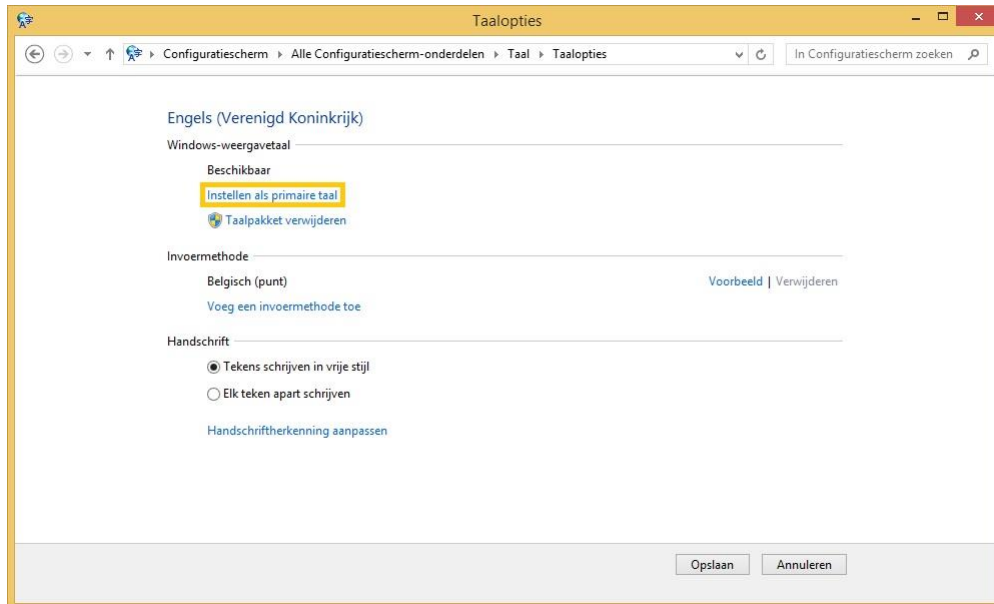 Taalopties
Configuratiescherm Alle Configuratiescherm-onderdelen Taal Taalopties In Configuratiescherm zoeken
Engels (Verenigd Koninkrijk)
Windows-weergavetaal
Beschikbaar
Instellen als primaire taal
Taalpakket verwijderen
Invoermethode
Belgisch (punt) Voorbeeld | Verwijderen
Voeg een invoermethode toe
Handschrift
Tekens schrijven in vrije stijl
Elk teken apart schrijven
Handschriftherkenning aanpassen
Opslaan Annuleren